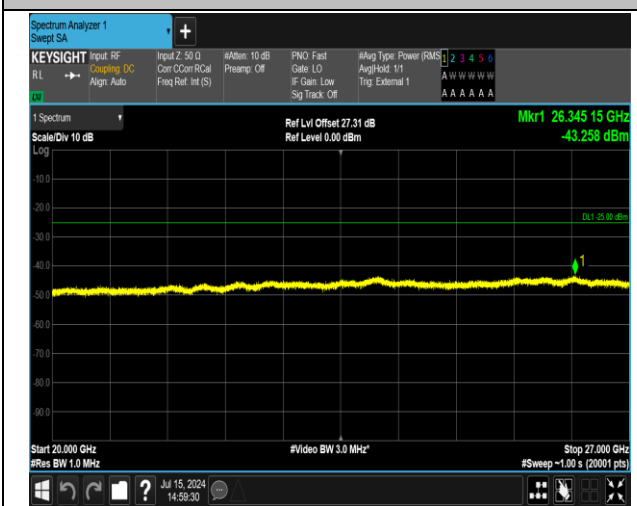 Spectrum Analyzer 1
Swept SA
+
KEYSIGHT
RL
LXI
Input: RF
Coupling: DC
Align: Auto
Input Z: 50 Ω
Corr CCorr RCal
Freq Ref: Int (S)
#Atten: 10 dB
Preamp: Off
PNO: Fast
Gate: LO
IF Gain: Low
Sig Track: Off
#Avg Type: Power (RMS
Avg|Hold: 1/1
Trig: External 1
1 2 3 4 5 6
A W W W W W
A A A A A A
1 Spectrum
Scale/Div 10 dB
Log
Ref Lvl Offset 27.31 dB
Ref Level 0.00 dBm
Mkr1 26.345 15 GHz
-43.258 dBm
-10.0
-20.0
DL1 -25.00 dBm
-30.0
-40.0
1
-50.0
-60.0
-70.0
-80.0
-90.0
Start 20.000 GHz
#Res BW 1.0 MHz
#Video BW 3.0 MHz*
Stop 27.000 GHz
#Sweep ~1.00 s (20001 pts)
?
Jul 15, 2024
14:59:30